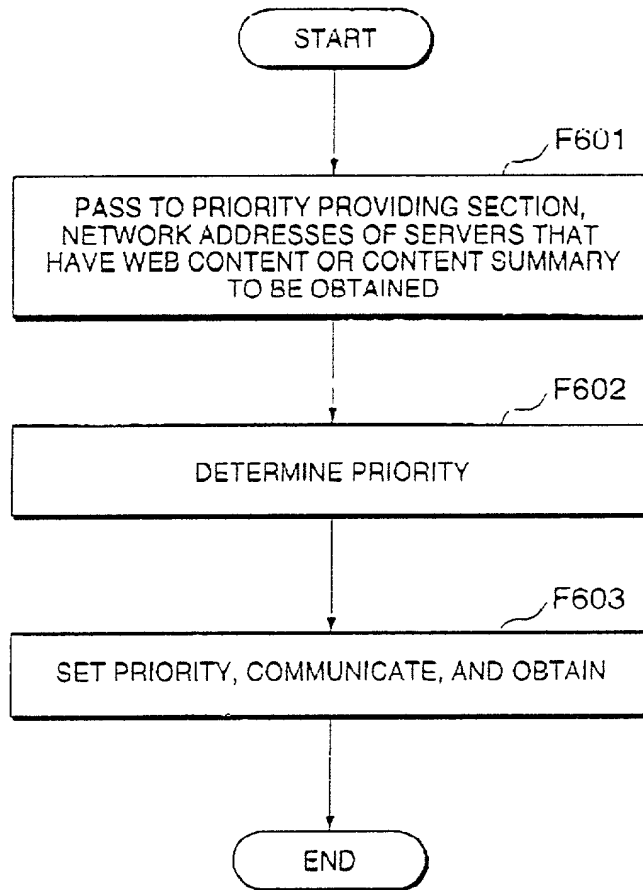 START
F601
PASS TO PRIORITY PROVIDING SECTION,
NETWORK ADDRESSES OF SERVERS THAT
HAVE WEB CONTENT OR CONTENT SUMMARY
TO BE OBTAINED
F602
DETERMINE PRIORITY
F603
SET PRIORITY, COMMUNICATE, AND OBTAIN
END